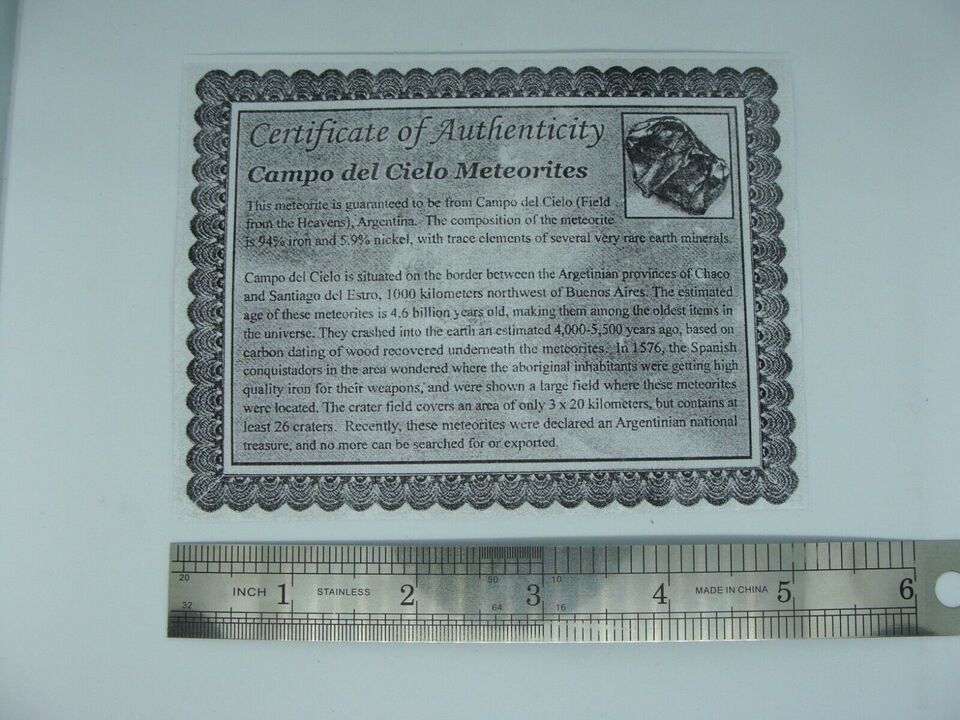 Certificate of Authenticity
Campo del Cielo Meteorites
This meteorite is guaranteed to be from Campo del Cielo (Field
from the Heavens), Argentina. The composition of the meteorite
is 94% iron and 5.9% nickel, with trace elements of several very rare earth minerals.
Campo del Cielo is situated on the border between the Argetinian provinces of Chaco
and Santiago del Estro, 1000 kilometers northwest of Buenos Aires. The estimated
age of these meteorites is 4.6 billion years old, making them among the oldest items in
the universe. They crashed into the earth an estimated 4,000-5,500 years ago, based on
carbon dating of wood recovered underneath the meteorites. In 1576, the Spanish
conquistadors in the area wondered where the aboriginal inhabitants were getting high
quality iron for their weapons, and were shown a large field where these meteorites
were located. The crater field covers an area of only 3 x 20 kilometers, but contains at
least 26 craters. Recently, these meteorites were declared an Argentinian national
treasure, and no more can be searched for or exported.
20 50 10
INCH 1 STAINLESS 2 3 4 MADE IN CHINA 5 6
32 64 16